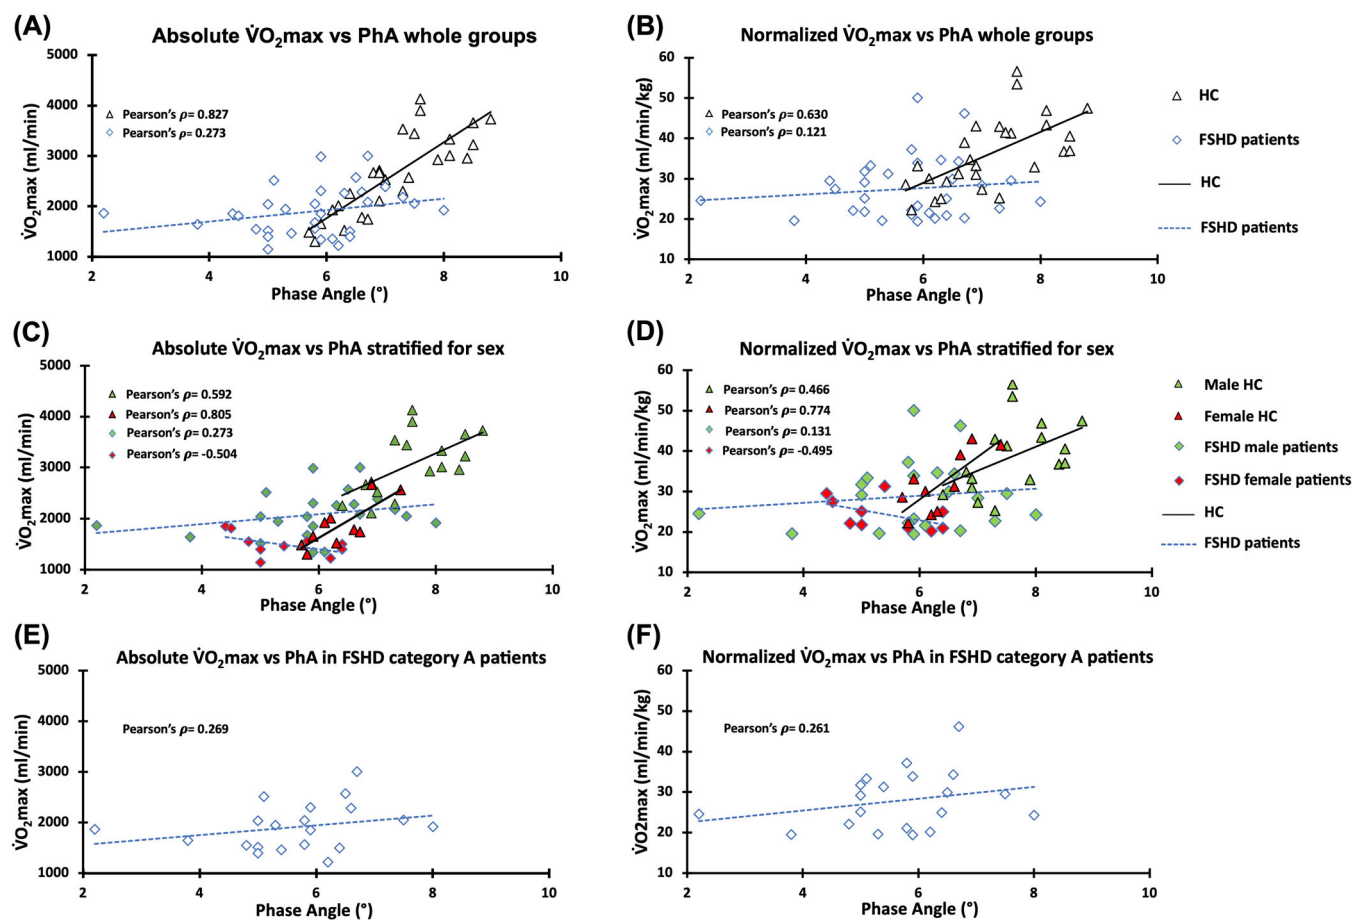 (A)
Absolute V̇O₂max vs PhA whole groups
5000
4000
3000
2000
1000
V̇O₂max (ml/min)
Pearson's ρ= 0.827
Pearson's ρ= 0.273
2 4 6 8 10
Phase Angle (°)
(B)
Normalized V̇O₂max vs PhA whole groups
60
50
40
30
20
10
V̇O₂max (ml/min/kg)
Pearson's ρ= 0.630
Pearson's ρ= 0.121
2 4 6 8 10
Phase Angle (°)
HC
FSHD patients
HC
FSHD patients
(C)
Absolute V̇O₂max vs PhA stratified for sex
5000
4000
3000
2000
1000
V̇O₂max (ml/min)
Pearson's ρ= 0.592
Pearson's ρ= 0.805
Pearson's ρ= 0.273
Pearson's ρ= -0.504
2 4 6 8 10
Phase Angle (°)
(D)
Normalized V̇O₂max vs PhA stratified for sex
60
50
40
30
20
10
V̇O₂max (ml/min/kg)
Pearson's ρ= 0.466
Pearson's ρ= 0.774
Pearson's ρ= 0.131
Pearson's ρ= -0.495
2 4 6 8 10
Phase Angle (°)
Male HC
Female HC
FSHD male patients
FSHD female patients
HC
FSHD patients
(E)
Absolute V̇O₂max vs PhA in FSHD category A patients
5000
4000
3000
2000
1000
V̇O₂max (ml/min)
Pearson's ρ= 0.269
2 4 6 8 10
Phase Angle (°)
(F)
Normalized V̇O₂max vs PhA in FSHD category A patients
60
50
40
30
20
10
V̇O2max (ml/min/kg)
Pearson's ρ= 0.261
2 4 6 8 10
Phase Angle (°)